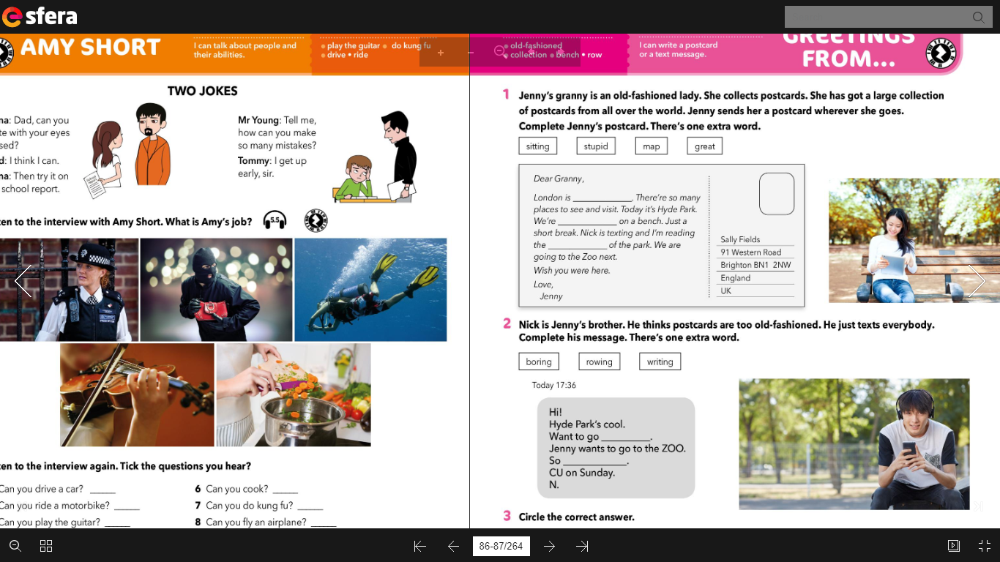 sfera
AMY SHORT
I can talk about people and
their abilities.
play the guitar • do kung fu
• drive • ride
TWO JOKES
na: Dad, can you
te with your eyes
sed?
d: I think I can.
na: Then try it on
school report.
Mr Young: Tell me,
how can you make
so many mistakes?
Tommy: I get up
early, sir.
ten to the interview with Amy Short. What is Amy's job?
5.5
ten to the interview again. Tick the questions you hear?
Can you drive a car? ______
Can you ride a motorbike? ______
Can you play the guitar? ______
6 Can you cook? ______
7 Can you do kung fu? ______
8 Can you fly an airplane? ______
• old-fashioned
• collection • bench • row
I can write a postcard
or a text message.
GREETINGS
FROM...
1 Jenny's granny is an old-fashioned lady. She collects postcards. She has got a large collection
of postcards from all over the world. Jenny sends her a postcard wherever she goes.
Complete Jenny's postcard. There's one extra word.
sitting stupid map great
Dear Granny,
London is ____________. There're so many
places to see and visit. Today it's Hyde Park.
We're ____________ on a bench. Just a
short break. Nick is texting and I'm reading
the ____________ of the park. We are
going to the Zoo next.
Wish you were here.
Love,
Jenny
Sally Fields
91 Western Road
Brighton BN1 2NW
England
UK
2 Nick is Jenny's brother. He thinks postcards are too old-fashioned. He just texts everybody.
Complete his message. There's one extra word.
boring rowing writing
Today 17:36
Hi!
Hyde Park's cool.
Want to go _________.
Jenny wants to go to the ZOO.
So ____________.
CU on Sunday.
N.
3 Circle the correct answer.
86-87/264